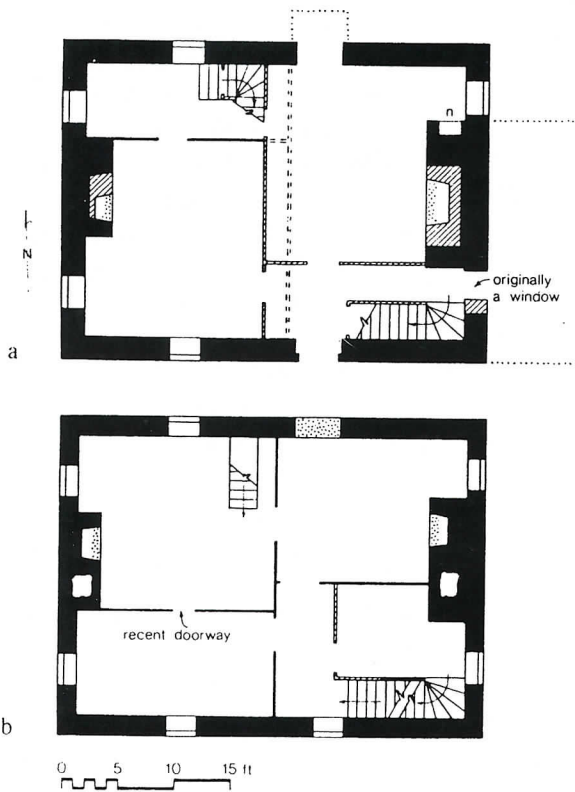 n
N
originally
a window
a
recent doorway
b
0 5 10 15 ft